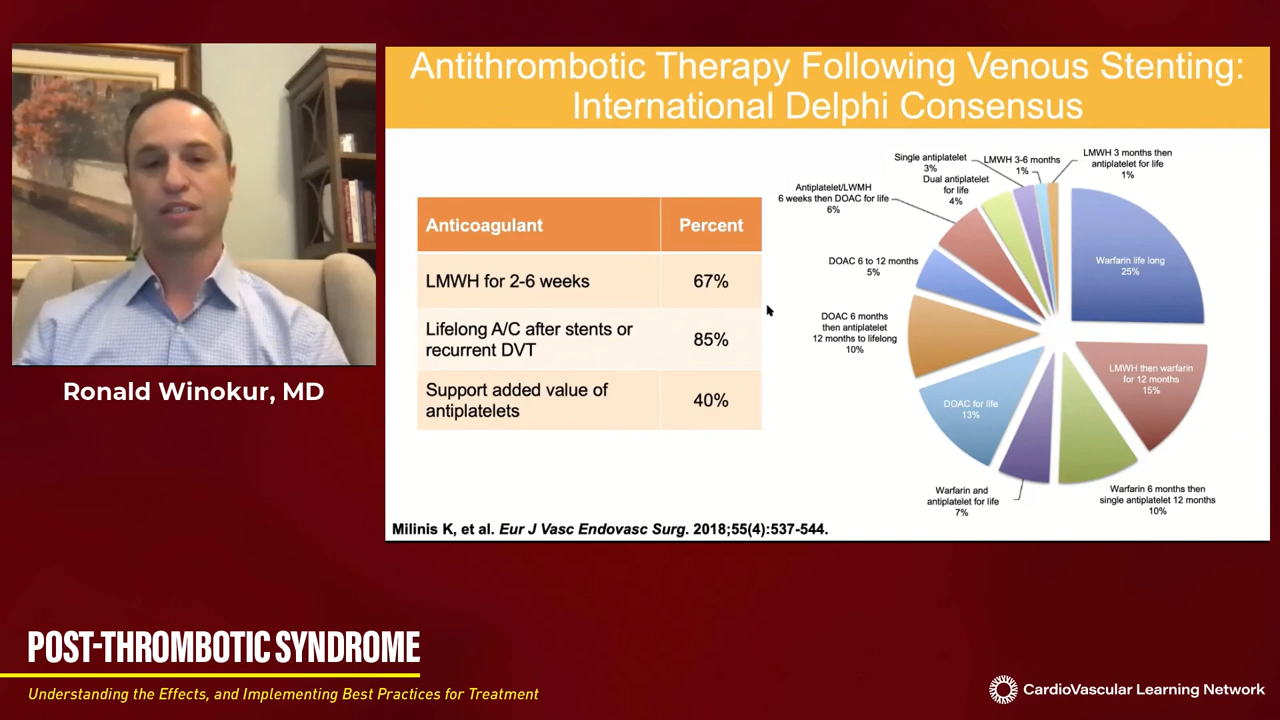 Antithrombotic Therapy Following Venous Stenting:
International Delphi Consensus
Ronald Winokur, MD
Anticoagulant Percent
LMWH for 2-6 weeks 67%
Lifelong A/C after stents or
recurrent DVT 85%
Support added value of
antiplatelets 40%
Single antiplatelet
3%
LMWH 3-6 months
1%
LMWH 3 months then
antiplatelet for life
1%
Dual antiplatelet
for life
4%
Antiplatelet/LWMH
6 weeks then DOAC for life
6%
DOAC 6 to 12 months
5%
DOAC 6 months
then antiplatelet
12 months to lifelong
10%
DOAC for life
13%
Warfarin and
antiplatelet for life
7%
Warfarin 6 months then
single antiplatelet 12 months
10%
LMWH then warfarin
for 12 months
15%
Warfarin life long
25%
Milinis K, et al. Eur J Vasc Endovasc Surg. 2018;55(4):537-544.
POST-THROMBOTIC SYNDROME
Understanding the Effects, and Implementing Best Practices for Treatment
CardioVascular Learning Network